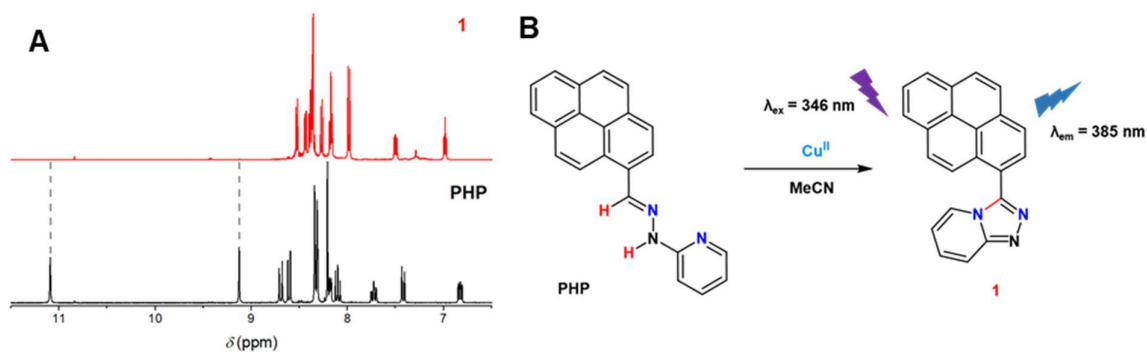 A
1
PHP
11 10 9 8 7
δ (ppm)
B
λex = 346 nm
CuII
MeCN
λem = 385 nm
H
N
N
N
H
PHP
N
N
N
1